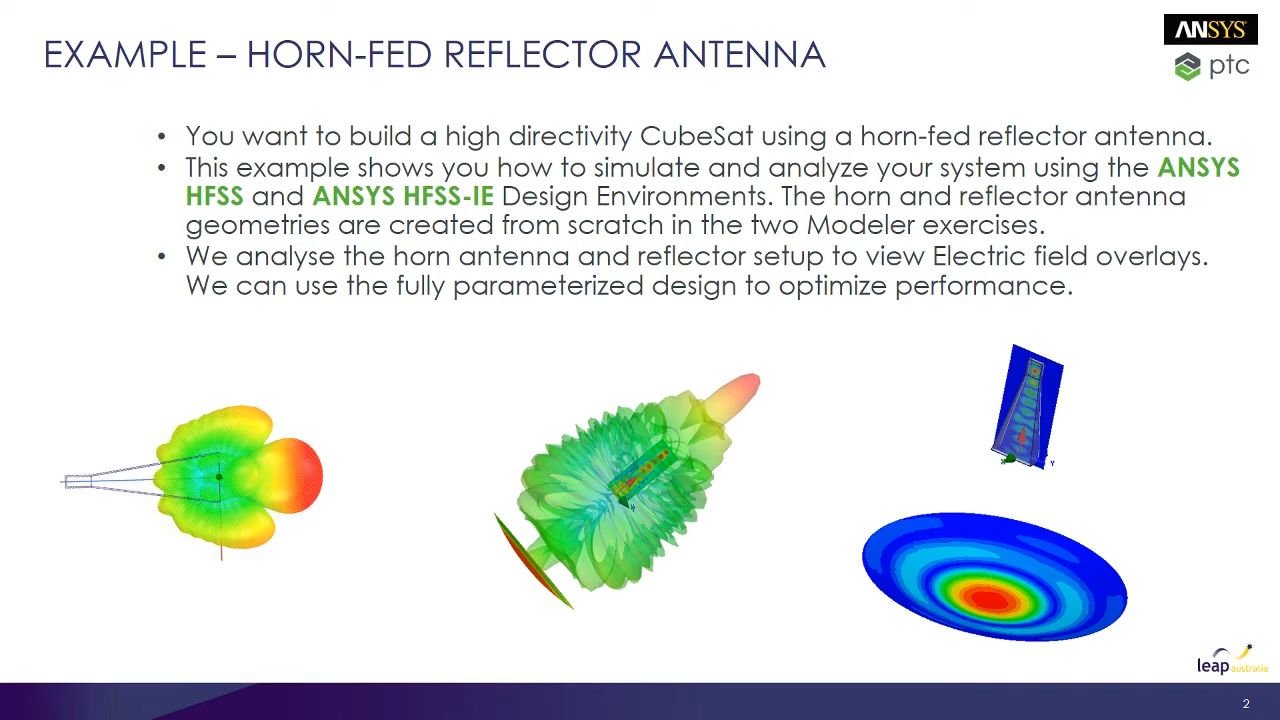 EXAMPLE – HORN-FED REFLECTOR ANTENNA
ANSYS
ptc
• You want to build a high directivity CubeSat using a horn-fed reflector antenna.
• This example shows you how to simulate and analyze your system using the ANSYS
HFSS and ANSYS HFSS-IE Design Environments. The horn and reflector antenna
geometries are created from scratch in the two Modeler exercises.
• We analyse the horn antenna and reflector setup to view Electric field overlays.
We can use the fully parameterized design to optimize performance.
Y
leap australia
2